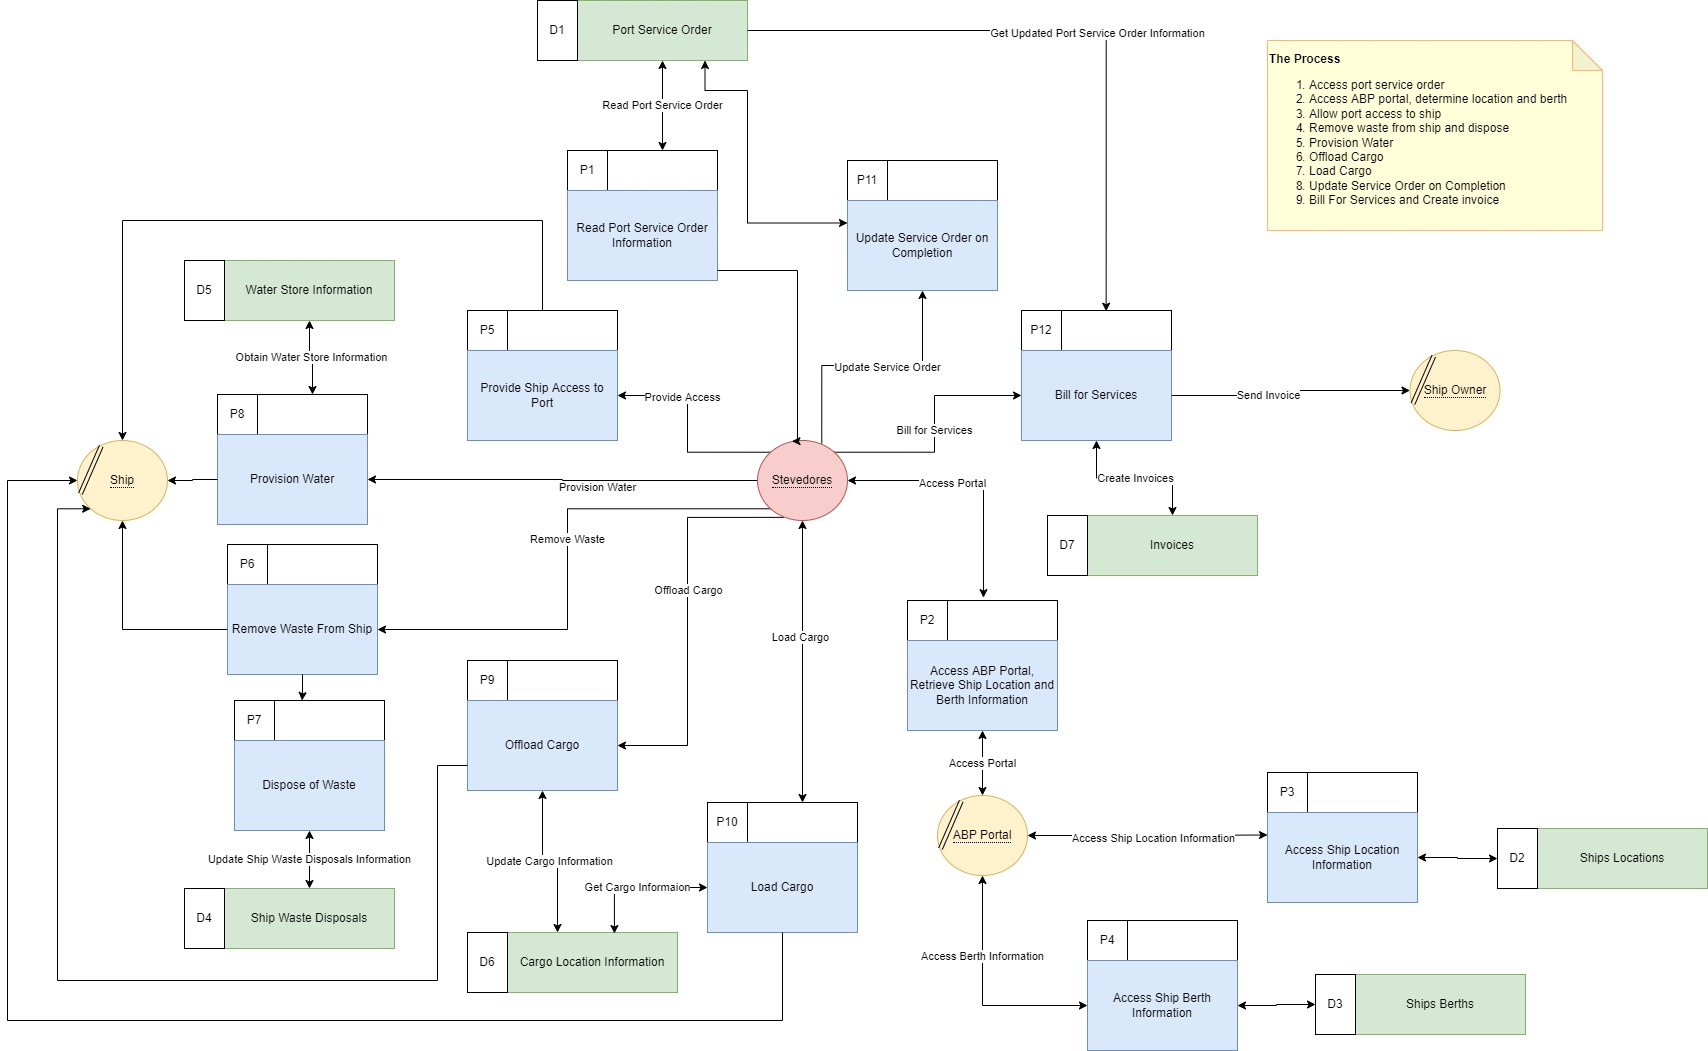 D1
Port Service Order
Get Updated Port Service Order Information
The Process
1. Access port service order
2. Access ABP portal, determine location and berth
3. Allow port access to ship
4. Remove waste from ship and dispose
5. Provision Water
6. Offload Cargo
7. Load Cargo
8. Update Service Order on Completion
9. Bill For Services and Create invoice
Read Port Service Order
P1
Read Port Service Order
Information
P11
Update Service Order on
Completion
D5
Water Store Information
Obtain Water Store Information
P5
Provide Ship Access to
Port
Provide Access
Update Service Order
Bill for Services
P12
Bill for Services
Send Invoice
Ship Owner
P8
Provision Water
Ship
Provision Water
Stevedores
Access Portal
Create Invoices
D7
Invoices
Remove Waste
P6
Remove Waste From Ship
Offload Cargo
Load Cargo
P2
Access ABP Portal,
Retrieve Ship Location and
Berth Information
P9
Offload Cargo
P7
Dispose of Waste
Access Portal
P10
Load Cargo
ABP Portal
Access Ship Location Information
P3
Access Ship Location
Information
D2
Ships Locations
Update Ship Waste Disposals Information
Update Cargo Information
Get Cargo Informaion
D4
Ship Waste Disposals
D6
Cargo Location Information
Access Berth Information
P4
Access Ship Berth
Information
D3
Ships Berths